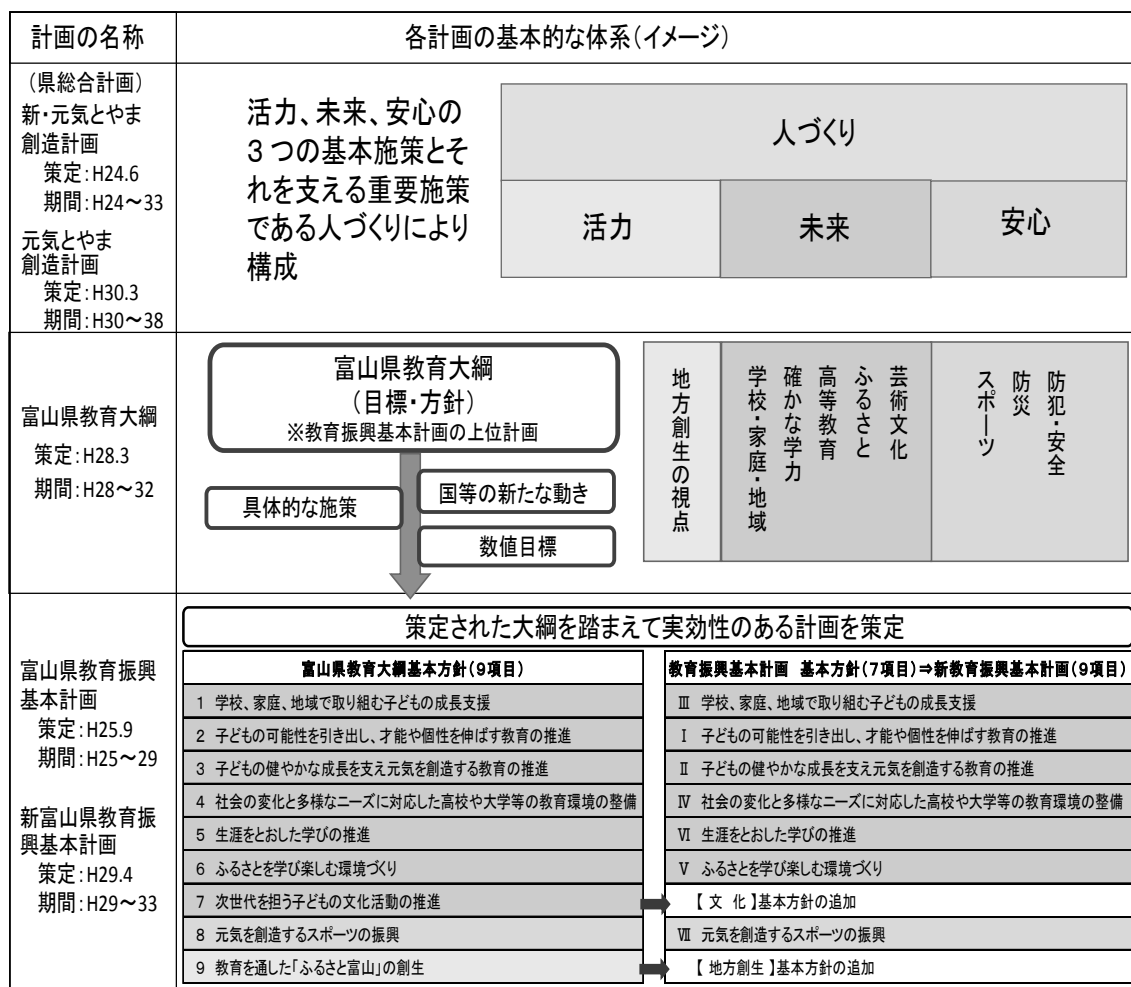 計画の名称
各計画の基本的な体系（イメージ）
（県総合計画）
新・元気とやま
創造計画
策定：H24.6
期間：H24～33
元気とやま
創造計画
策定：H30.3
期間：H30～38
活力、未来、安心の
３つの基本施策とそ
れを支える重要施策
である人づくりにより
構成
人づくり
活力
未来
安心
富山県教育大綱
策定：H28.3
期間：H28～32
富山県教育大綱
（目標・方針）
※教育振興基本計画の上位計画
具体的な施策
国等の新たな動き
数値目標
地方創生の視点
学校・家庭・地域
確かな学力
高等教育
ふるさと
芸術文化
スポーツ
防災
防犯・安全
富山県教育振興
基本計画
策定：H25.9
期間：H25～29
新富山県教育振
興基本計画
策定：H29.4
期間：H29～33
策定された大綱を踏まえて実効性のある計画を策定
富山県教育大綱基本方針（9項目）
1 学校、家庭、地域で取り組む子どもの成長支援
2 子どもの可能性を引き出し、才能や個性を伸ばす教育の推進
3 子どもの健やかな成長を支え元気を創造する教育の推進
4 社会の変化と多様なニーズに対応した高校や大学等の教育環境の整備
5 生涯をとおした学びの推進
6 ふるさとを学び楽しむ環境づくり
7 次世代を担う子どもの文化活動の推進
8 元気を創造するスポーツの振興
9 教育を通した「ふるさと富山」の創生
教育振興基本計画 基本方針（7項目）⇒新教育振興基本計画（9項目）
Ⅲ 学校、家庭、地域で取り組む子どもの成長支援
Ⅰ 子どもの可能性を引き出し、才能や個性を伸ばす教育の推進
Ⅱ 子どもの健やかな成長を支え元気を創造する教育の推進
Ⅳ 社会の変化と多様なニーズに対応した高校や大学等の教育環境の整備
Ⅵ 生涯をとおした学びの推進
Ⅴ ふるさとを学び楽しむ環境づくり
【 文 化 】基本方針の追加
Ⅶ 元気を創造するスポーツの振興
【 地方創生 】基本方針の追加